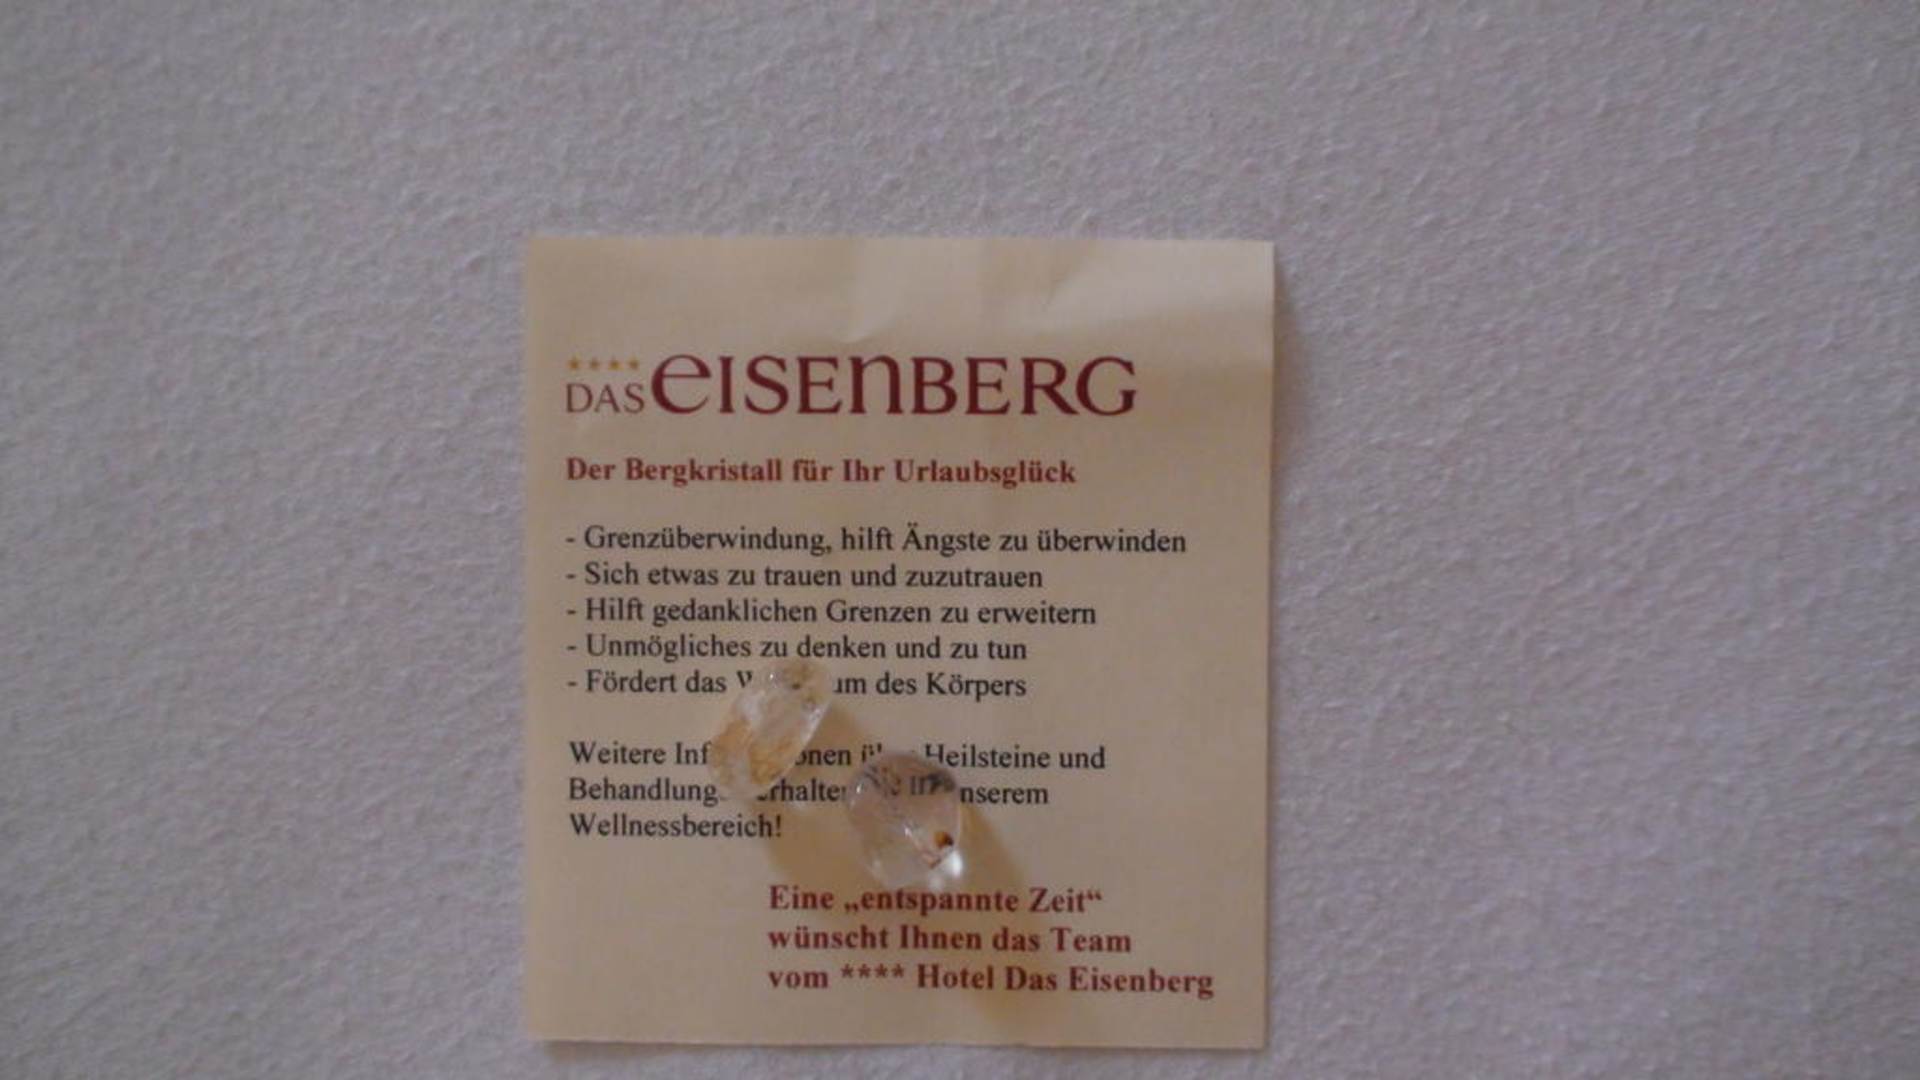 **** DAS EISENBERG
Der Bergkristall für Ihr Urlaubsglück
- Grenzüberwindung, hilft Ängste zu überwinden
- Sich etwas zu trauen und zuzutrauen
- Hilft gedanklichen Grenzen zu erweitern
- Unmögliches zu denken und zu tun
- Fördert das des Körpers
Weitere Heilsteine und
Wellnessbereich!
Eine „entspannte Zeit“
wünscht Ihnen das Team
vom **** Hotel Das Eisenberg